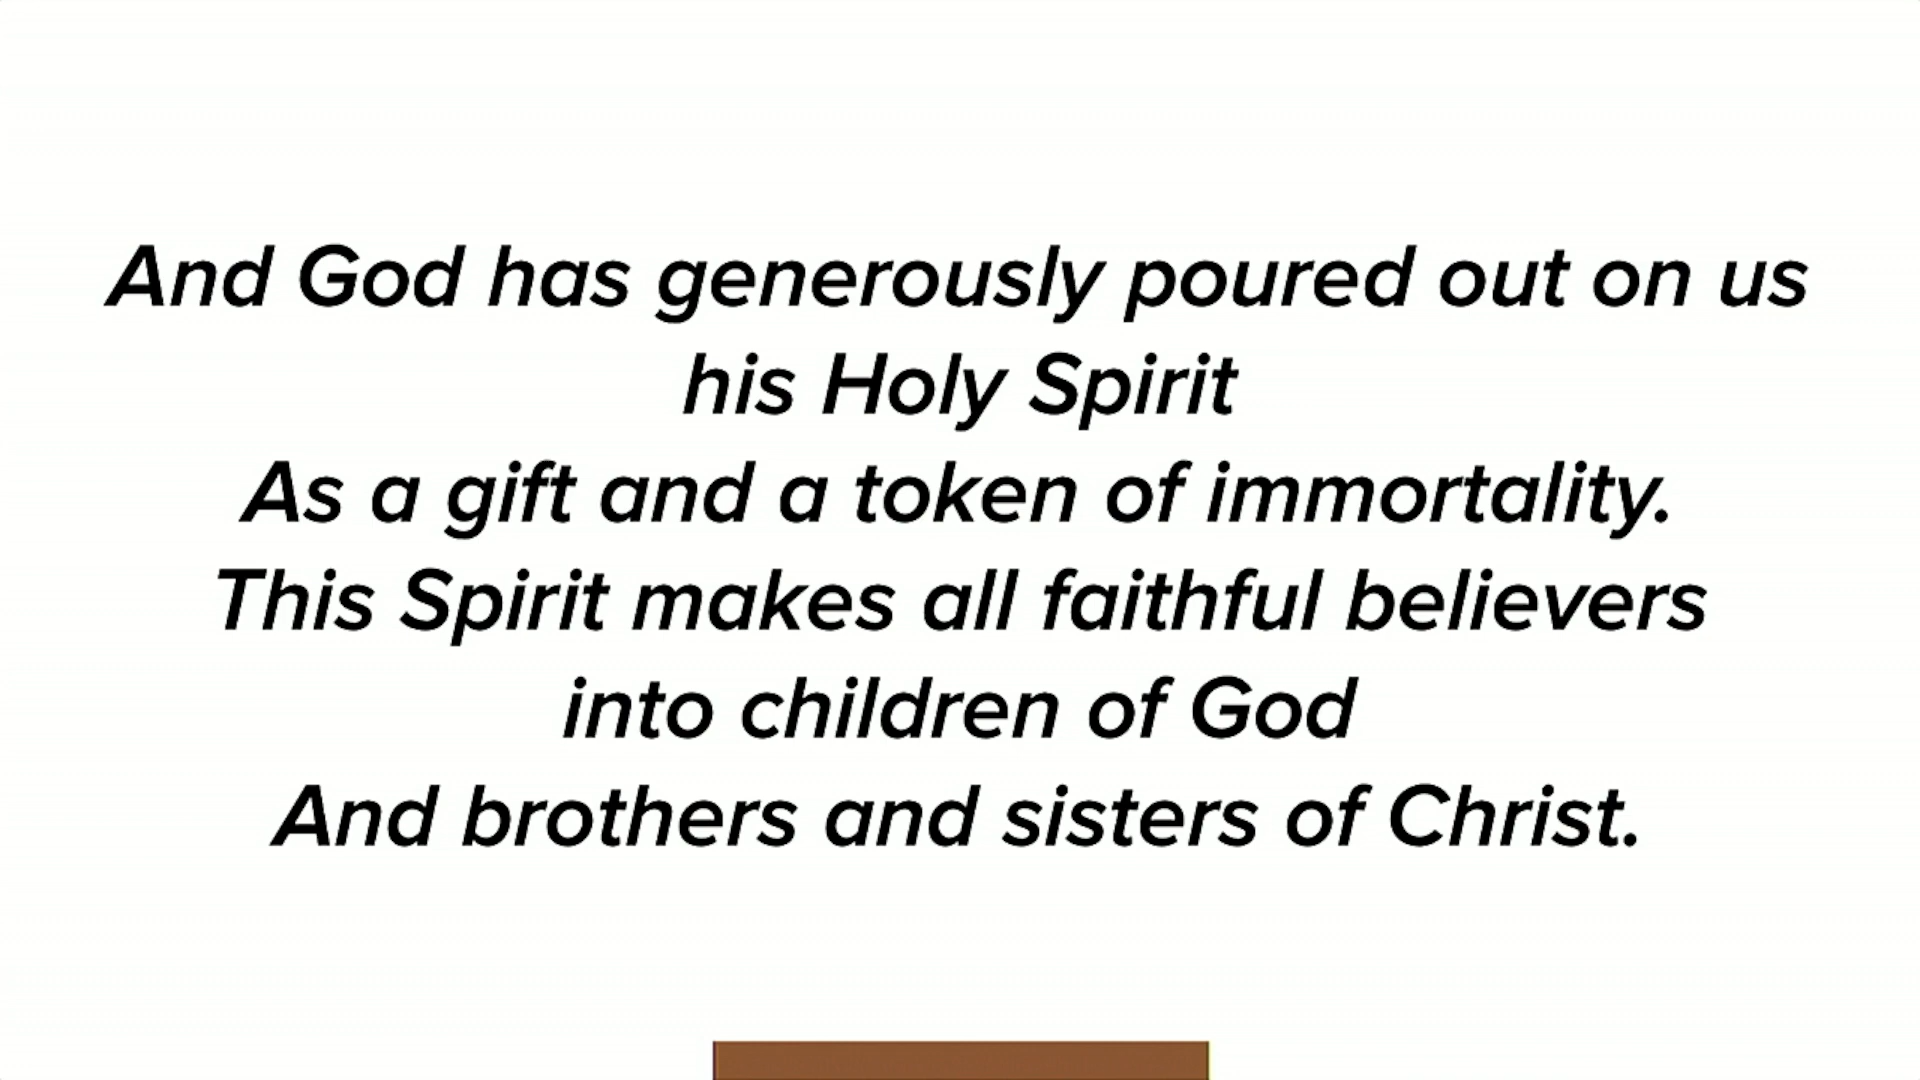 And God has generously poured out on us
his Holy Spirit
As a gift and a token of immortality.
This Spirit makes all faithful believers
into children of God
And brothers and sisters of Christ.